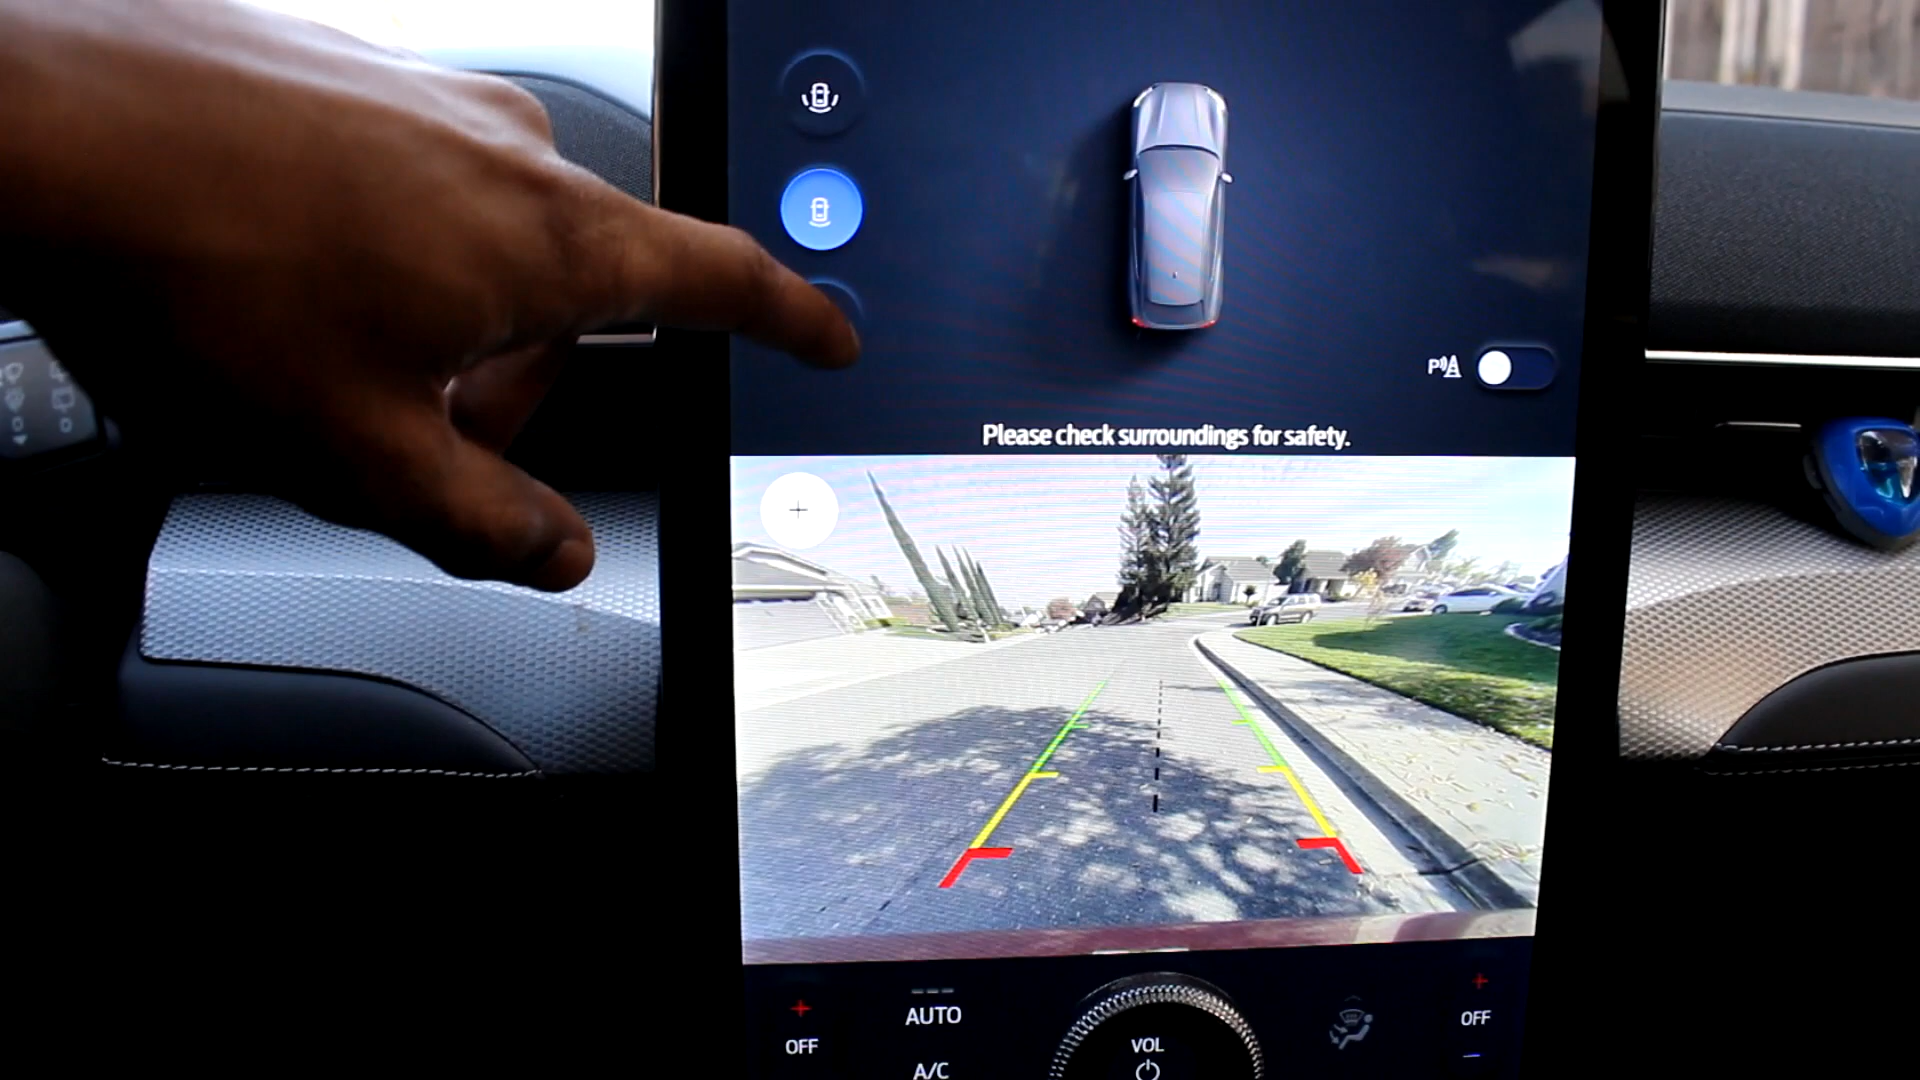 P
Please check surroundings for safety.
+
+
OFF
AUTO
A/C
VOL
+
OFF
-